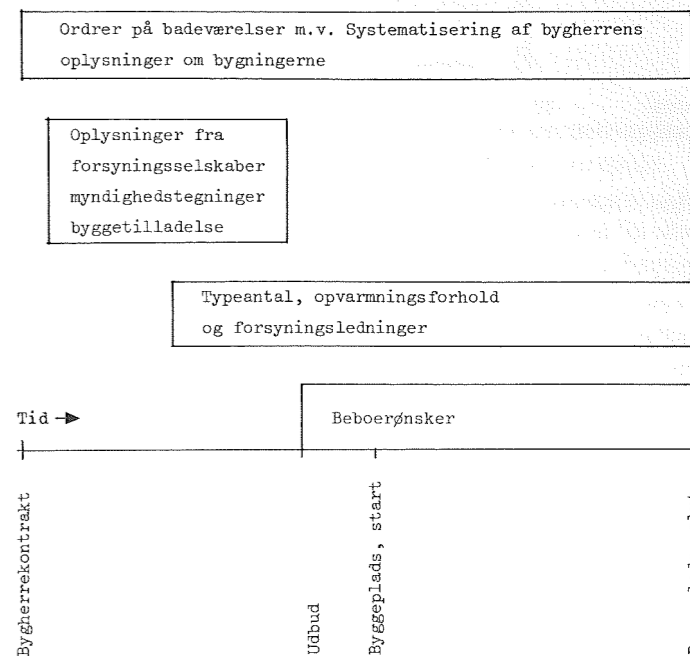 Ordrer på badeværelser m.v. Systematisering af bygherrens
oplysninger om bygningerne
Oplysninger fra
forsyningsselskaber
myndighedstegninger
byggetilladelse
Typeantal, opvarmningsforhold
og forsyningsledninger
Tid
Beboerønsker
Bygherrekontrakt
Udbud
Byggeplads, start